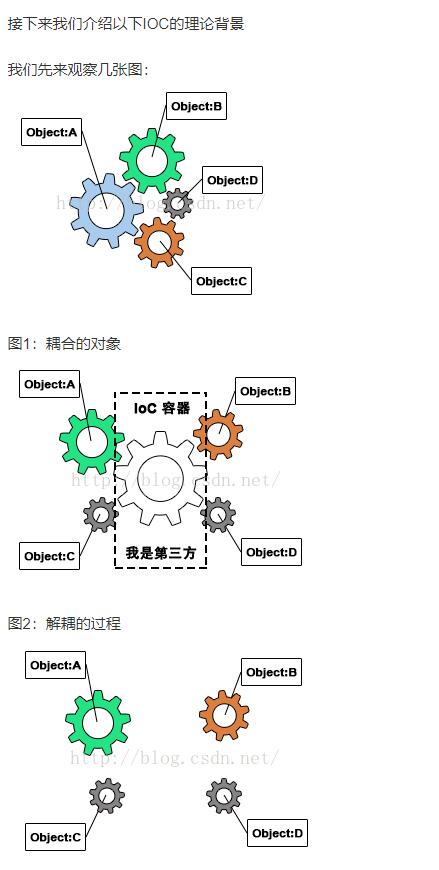 接下来我们介绍以下IOC的理论背景
我们先来观察几张图：
Object:B
Object:A
Object:D
http://blog.csdn.net/
Object:C
图1：耦合的对象
Object:A
Object:B
IoC 容器
http://blog.csdn.net/
Object:C
我是第三方
Object:D
图2：解耦的过程
Object:A
Object:B
http://blog.csdn.net/
Object:C
Object:D